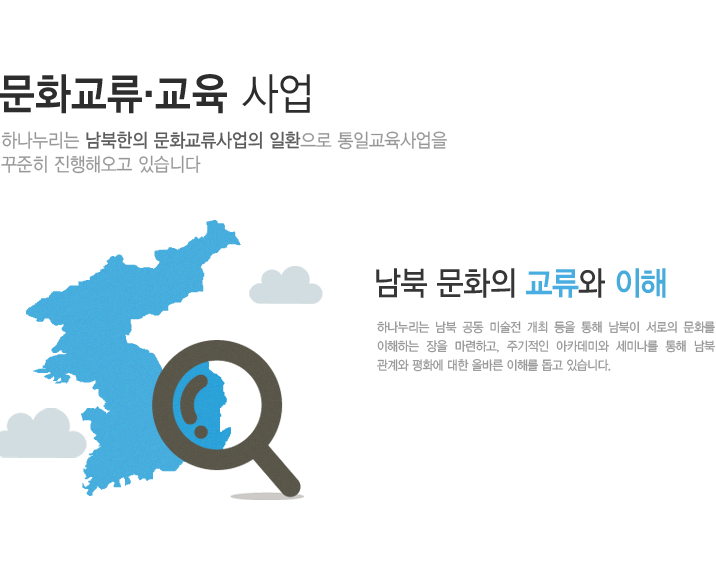 문화교류·교육 사업
하나누리는 남북한의 문화교류사업의 일환으로 통일교육사업을
꾸준히 진행해오고 있습니다
남북 문화의 교류와 이해
하나누리는 남북 공동 미술전 개최 등을 통해 남북이 서로의 문화를
이해하는 장을 마련하고, 주기적인 아카데미와 세미나를 통해 남북
관계와 평화에 대한 올바른 이해를 돕고 있습니다.